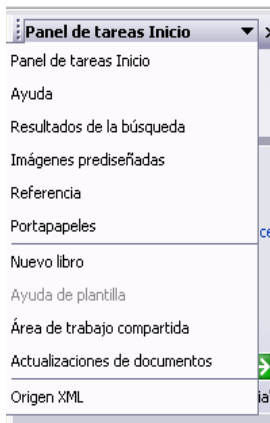 Panel de tareas Inicio
Panel de tareas Inicio
Ayuda
Resultados de la búsqueda
Imágenes prediseñadas
Referencia
Portapapeles
Nuevo libro
Ayuda de plantilla
Área de trabajo compartida
Actualizaciones de documentos
Origen XML